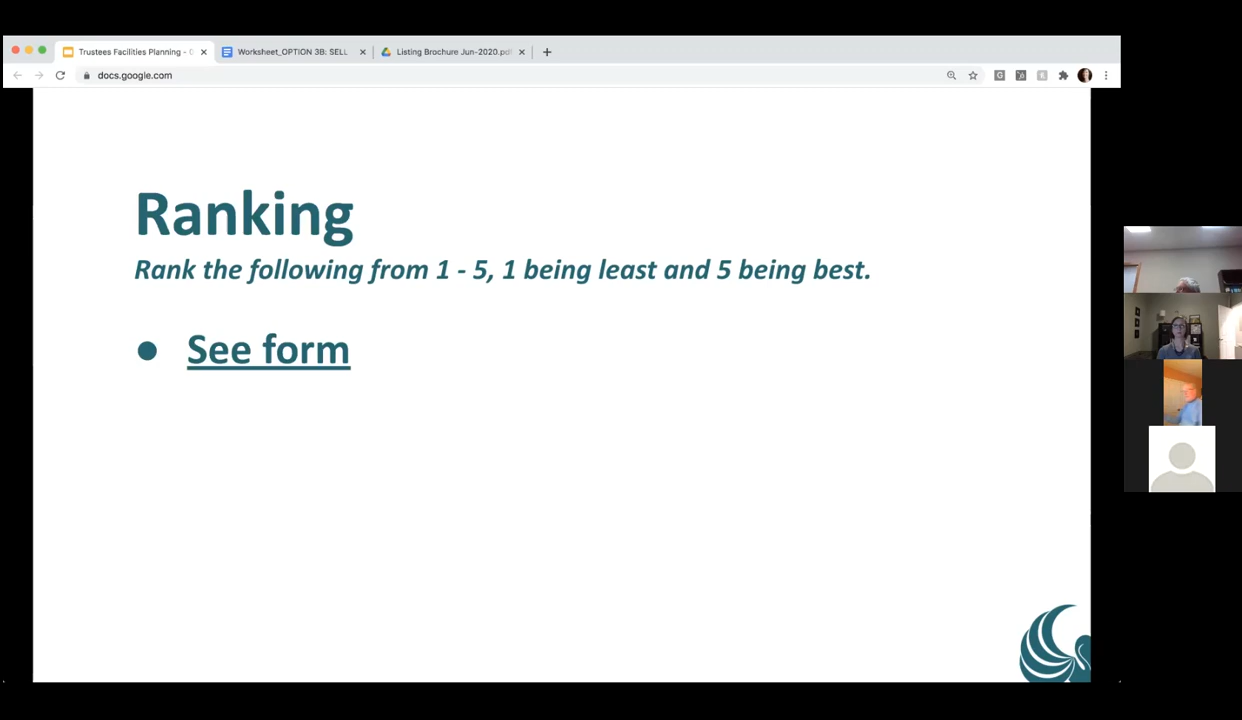 Trustees Facilities Planning -
Worksheet_OPTION 3B: SELL
Listing Brochure Jun-2020.pdf
docs.google.com
Ranking
Rank the following from 1 - 5, 1 being least and 5 being best.
● See form